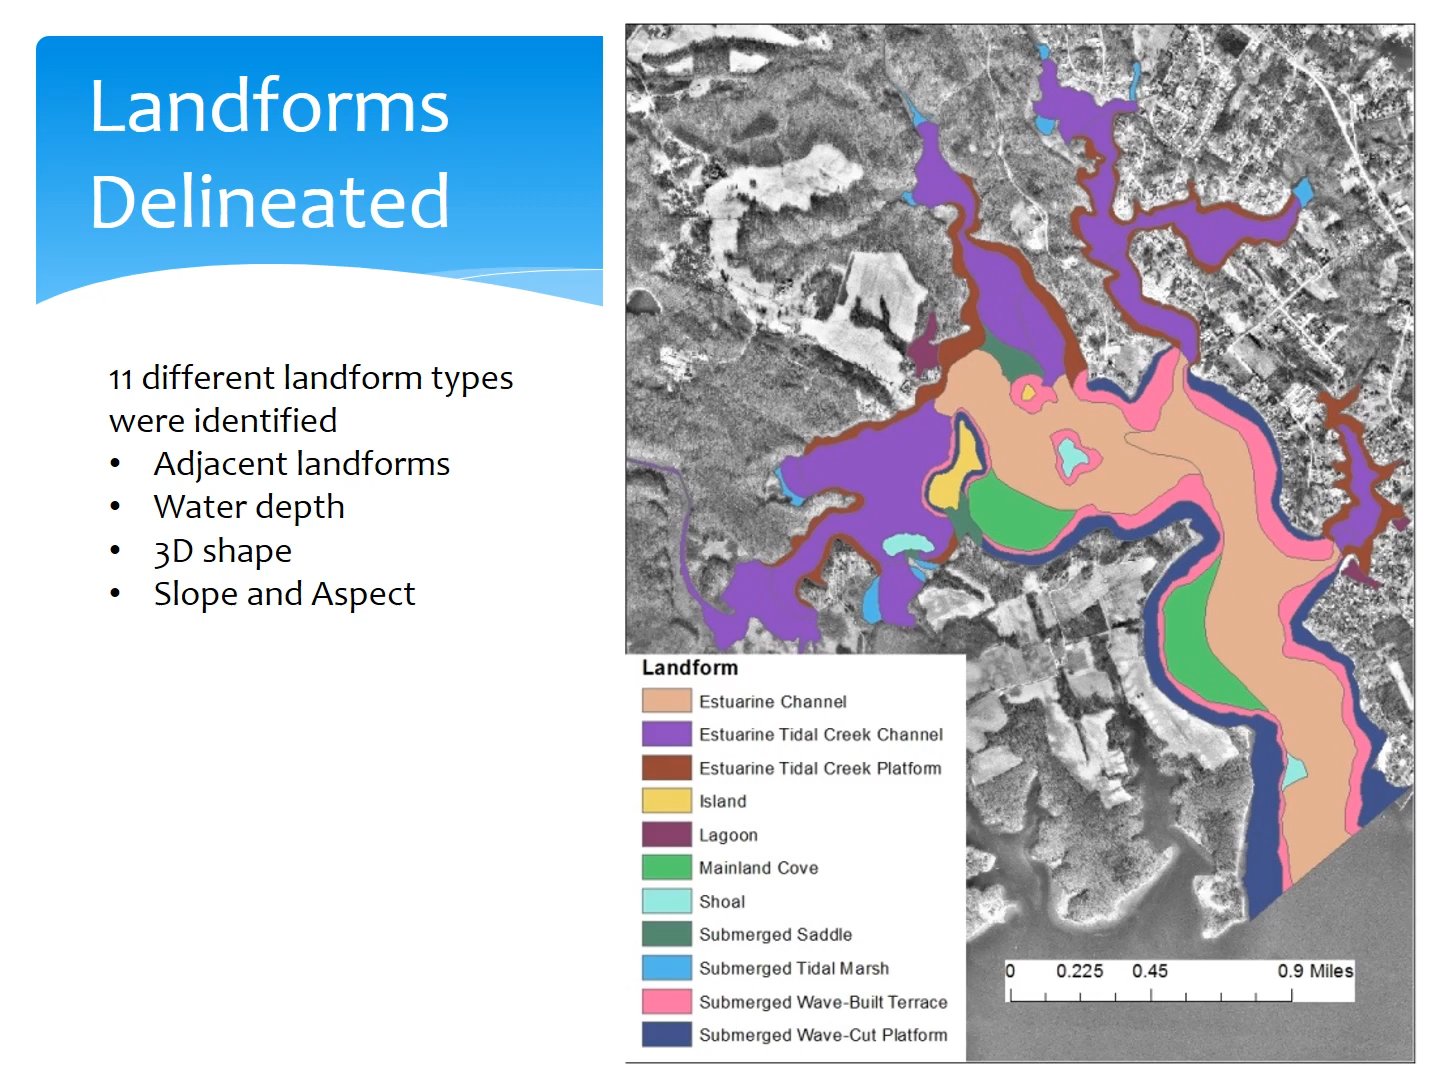 Landforms
Delineated
11 different landform types
were identified
• Adjacent landforms
• Water depth
• 3D shape
• Slope and Aspect
Landform
Estuarine Channel
Estuarine Tidal Creek Channel
Estuarine Tidal Creek Platform
Island
Lagoon
Mainland Cove
Shoal
Submerged Saddle
Submerged Tidal Marsh
Submerged Wave-Built Terrace
Submerged Wave-Cut Platform
0 0.225 0.45 0.9 Miles